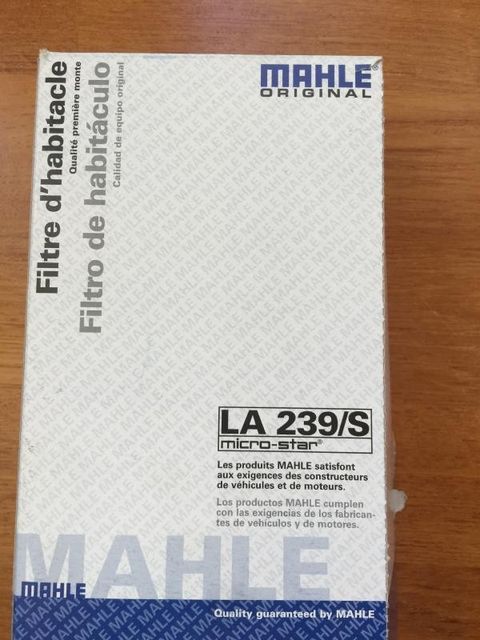 MAHLE®
ORIGINAL
Filtre d'habitacle
Qualité première monte
Filtro de habitáculo
Calidad de equipo original
LA 239/S
micro-star®
Les produits MAHLE satisfont
aux exigences des constructeurs
de véhicules et de moteurs.
Los productos MAHLE cumplen
con las exigencias de los fabrican-
tes de vehículos y de motores.
MAHLE
MAHLE
Quality guaranteed by MAHLE